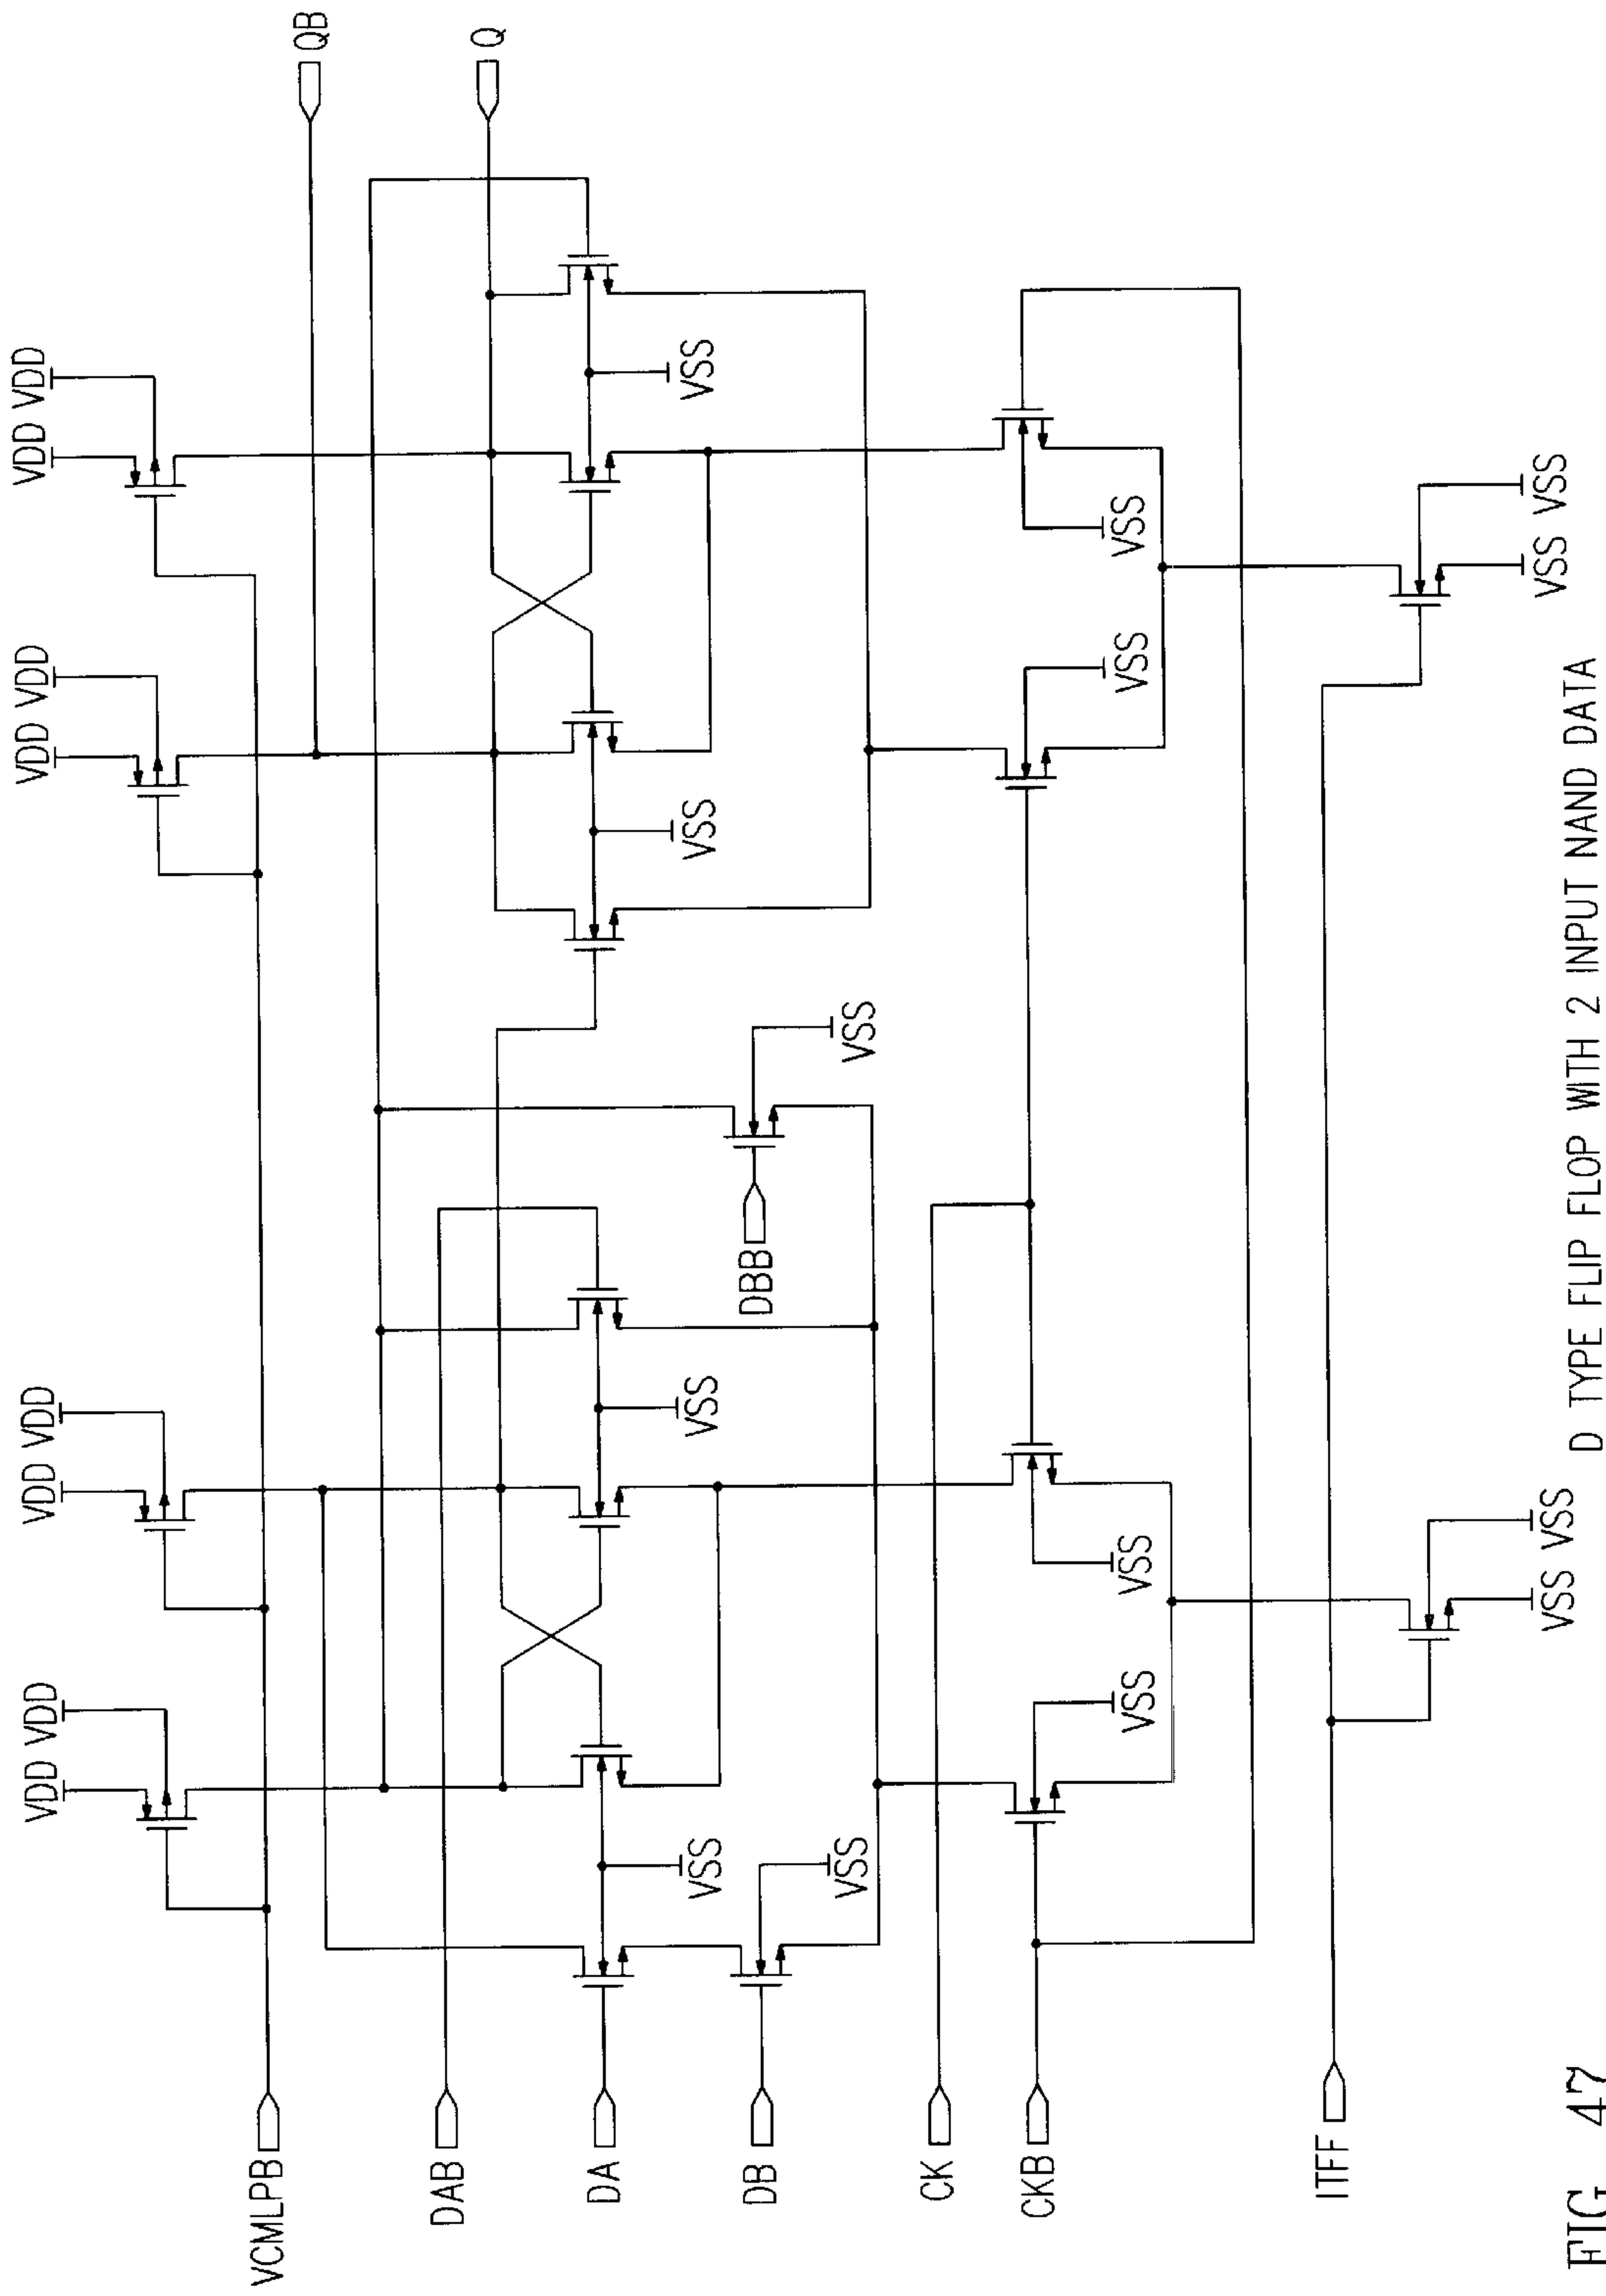 QB
Q
VDD VDD
VDD VDD
VDD VDD
VDD VDD
VCMLPB
DAB
DA
DB
DBB
CK
CKB
ITFF
VSS
VSS
VSS
VSS
VSS
VSS
VSS
VSS
VSS
VSS
VSS VSS
VSS VSS
D TYPE FLIP FLOP WITH 2 INPUT NAND DATA
FIG 47